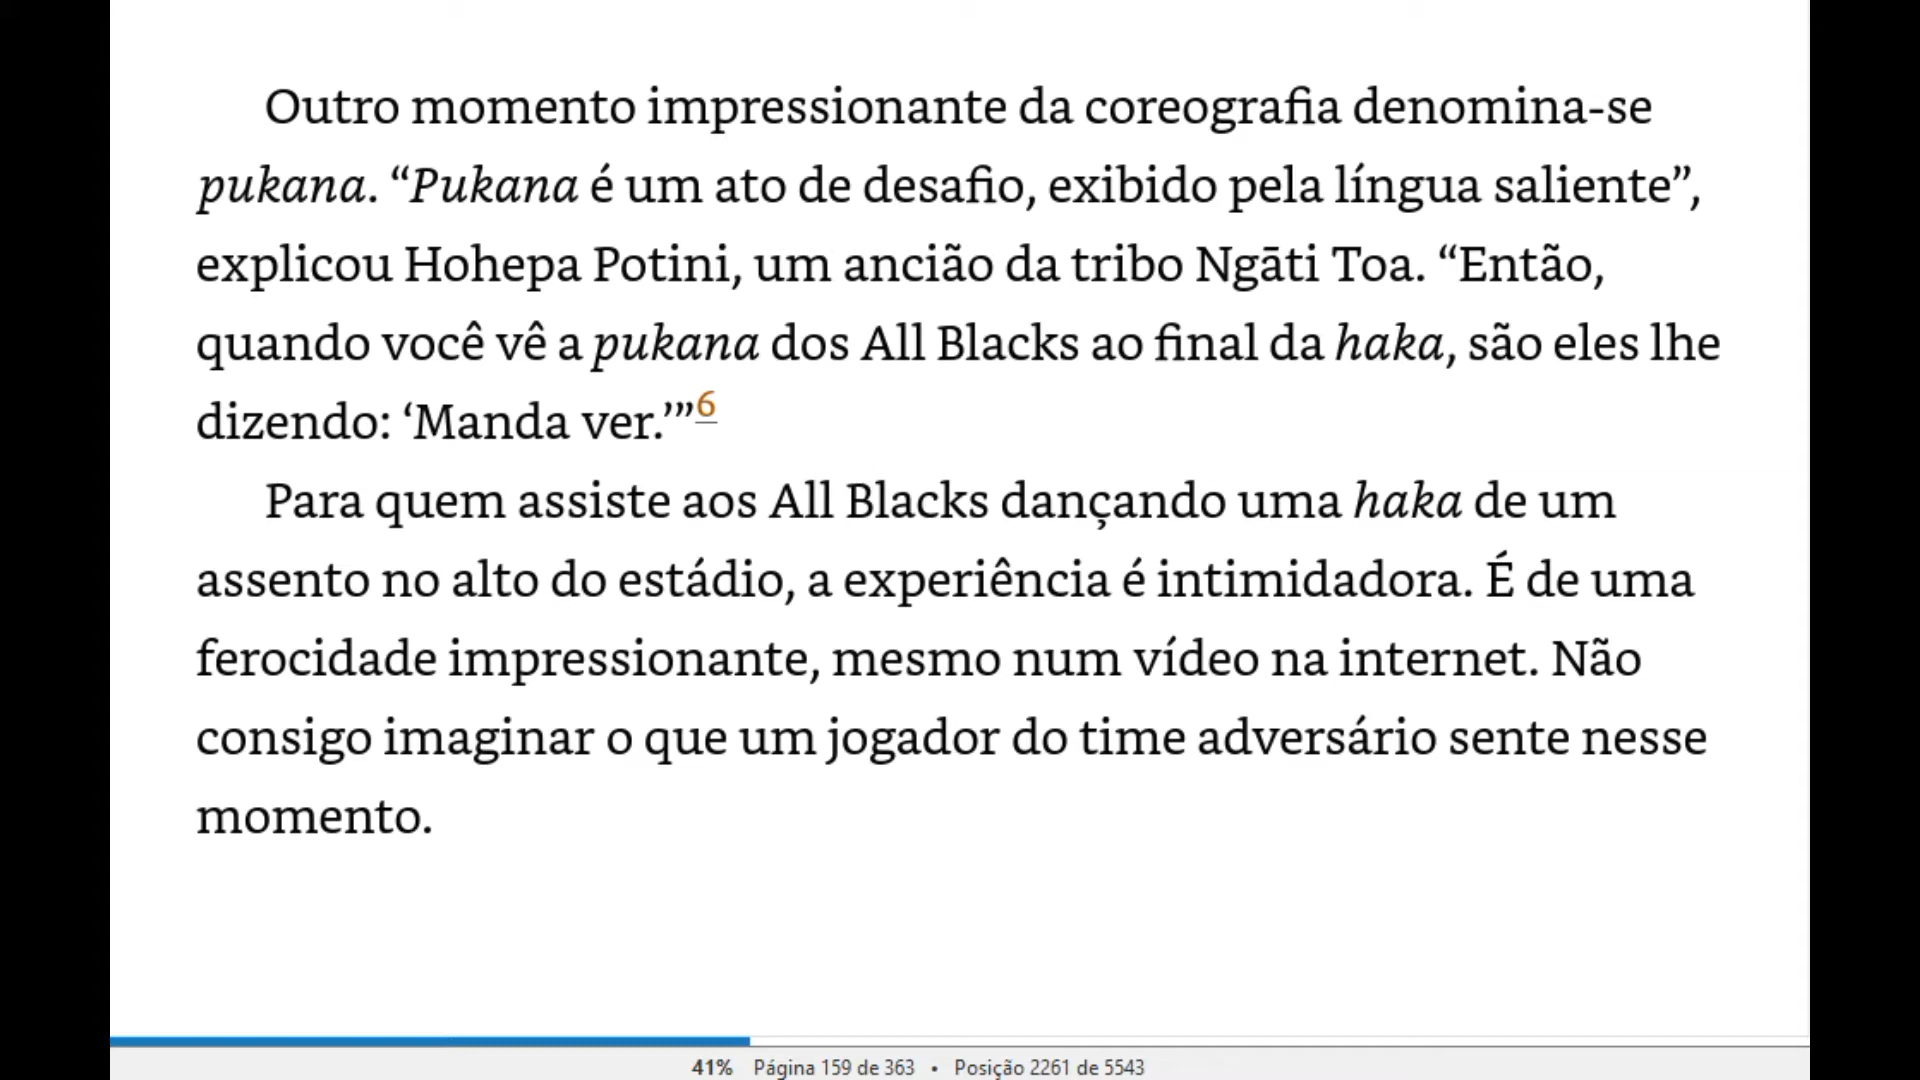 Outro momento impressionante da coreografia denomina-se
pukana. “Pukana é um ato de desafio, exibido pela língua saliente”,
explicou Hohepa Potini, um ancião da tribo Ngāti Toa. “Então,
quando você vê a pukana dos All Blacks ao final da haka, são eles lhe
dizendo: ‘Manda ver.’”6
Para quem assiste aos All Blacks dançando uma haka de um
assento no alto do estádio, a experiência é intimidadora. É de uma
ferocidade impressionante, mesmo num vídeo na internet. Não
consigo imaginar o que um jogador do time adversário sente nesse
momento.
41% Página 159 de 363 • Posição 2261 de 5543